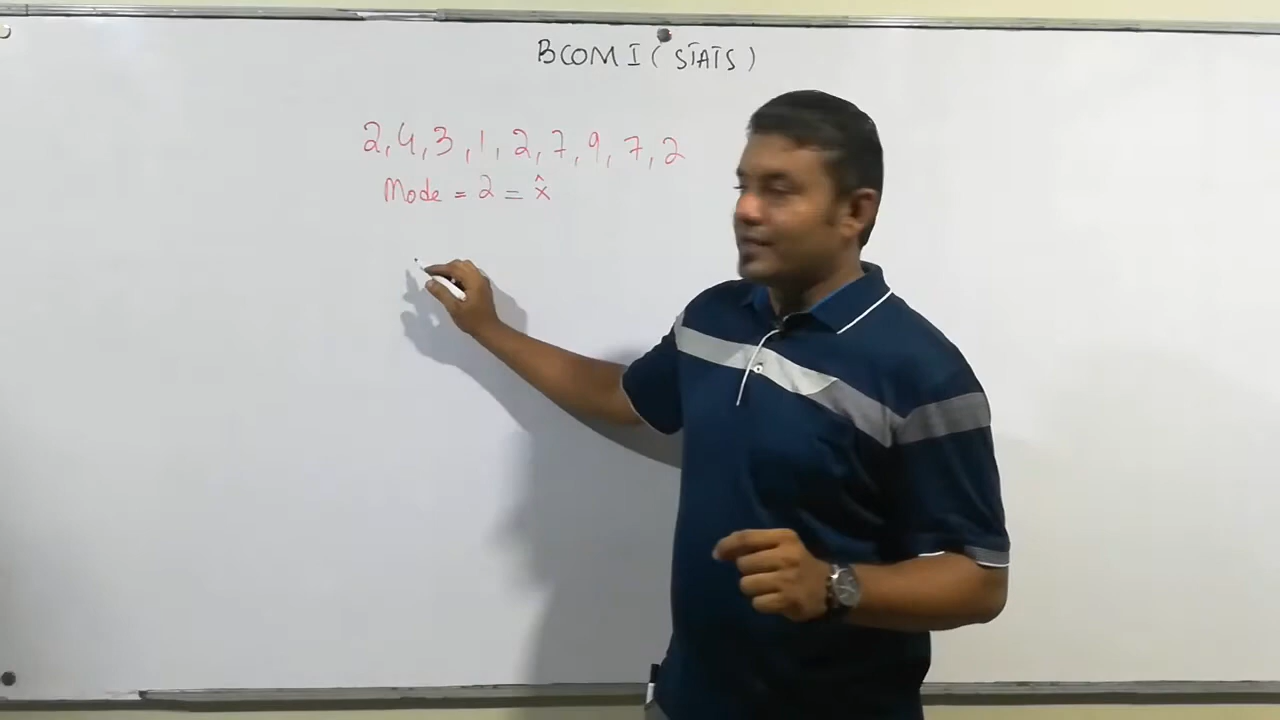 BCOM I ( STATS )
2, 4, 3, 1, 2, 7, 9, 7, 2
Mode = 2 = x̂